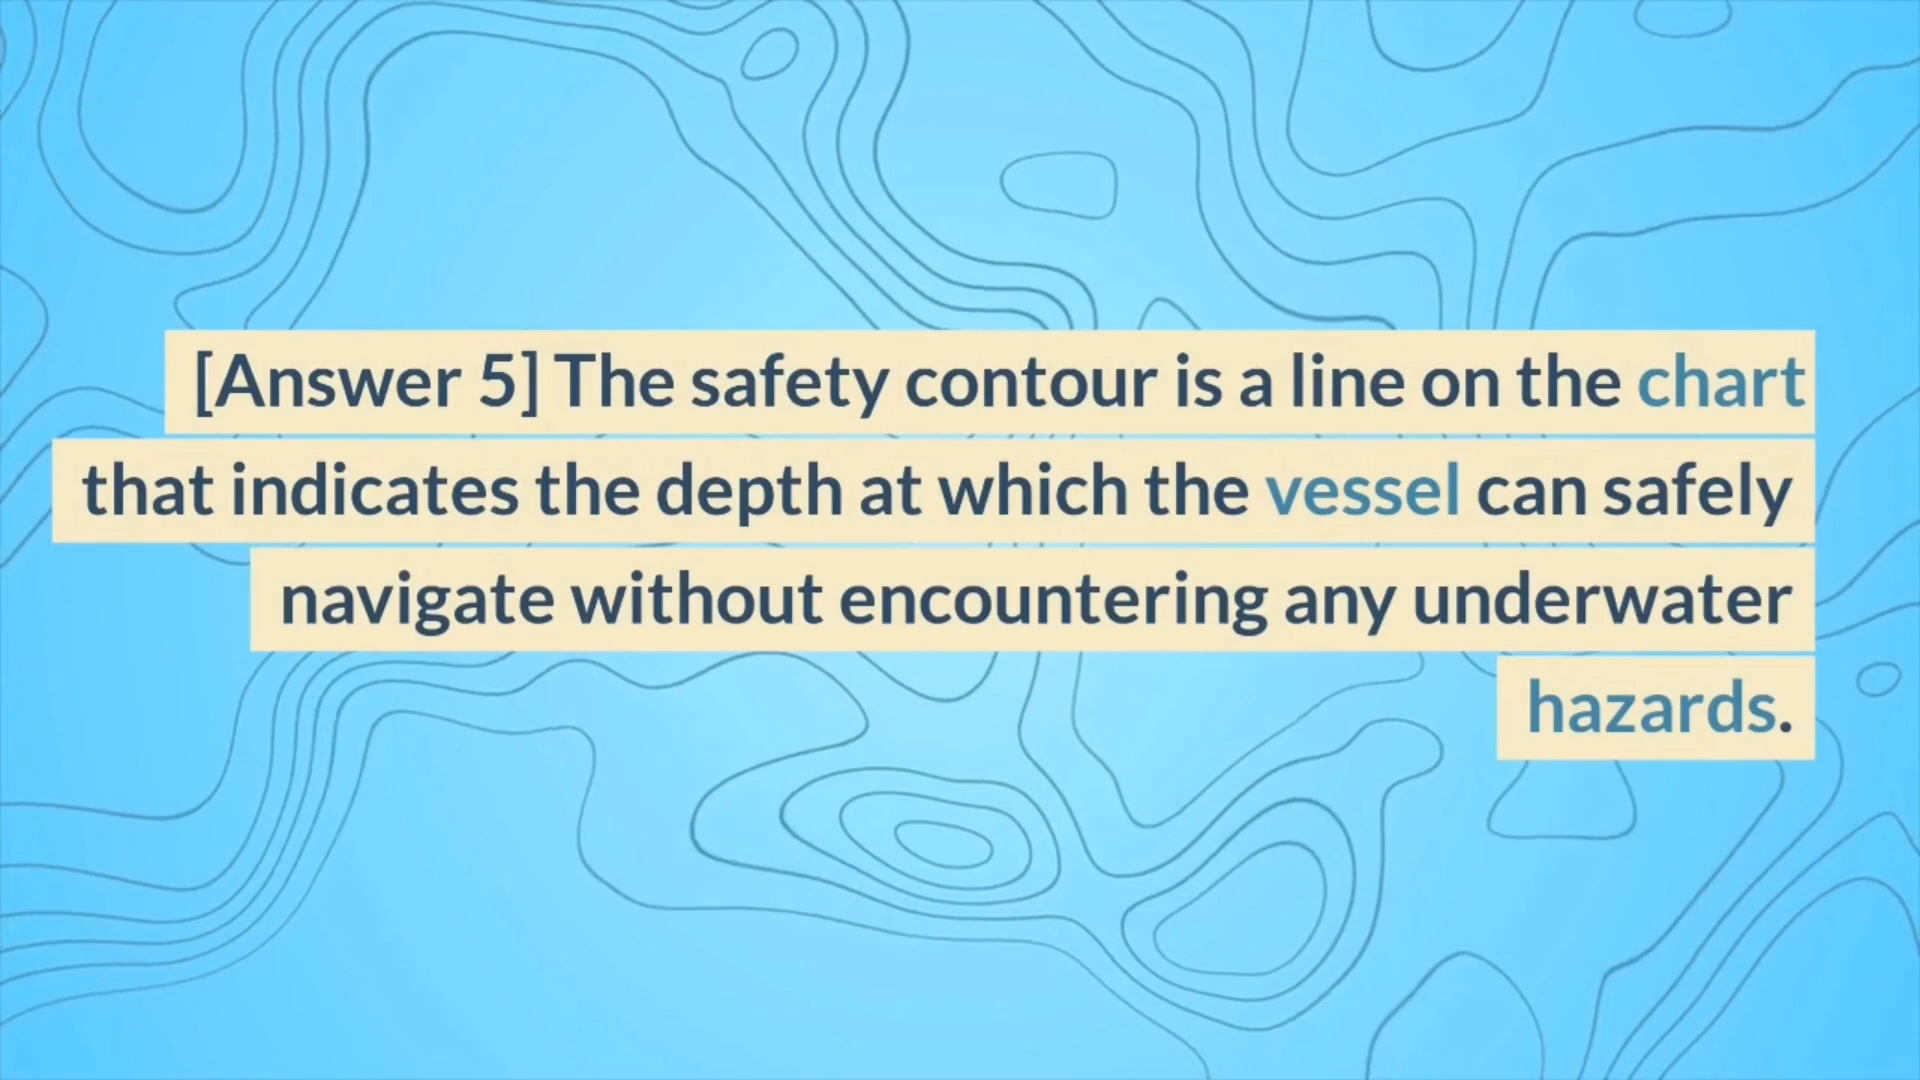 [Answer 5] The safety contour is a line on the chart
that indicates the depth at which the vessel can safely
navigate without encountering any underwater
hazards.